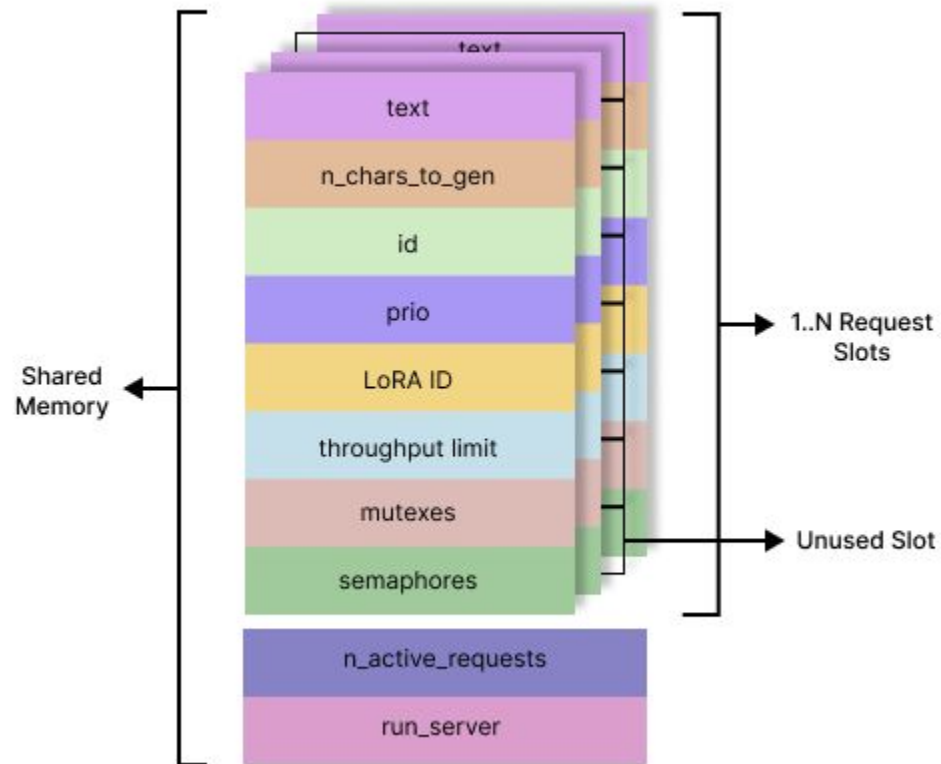 text
text
n_chars_to_gen
id
prio
LoRA ID
throughput limit
mutexes
semaphores
n_active_requests
run_server
Shared
Memory
1..N Request
Slots
Unused Slot